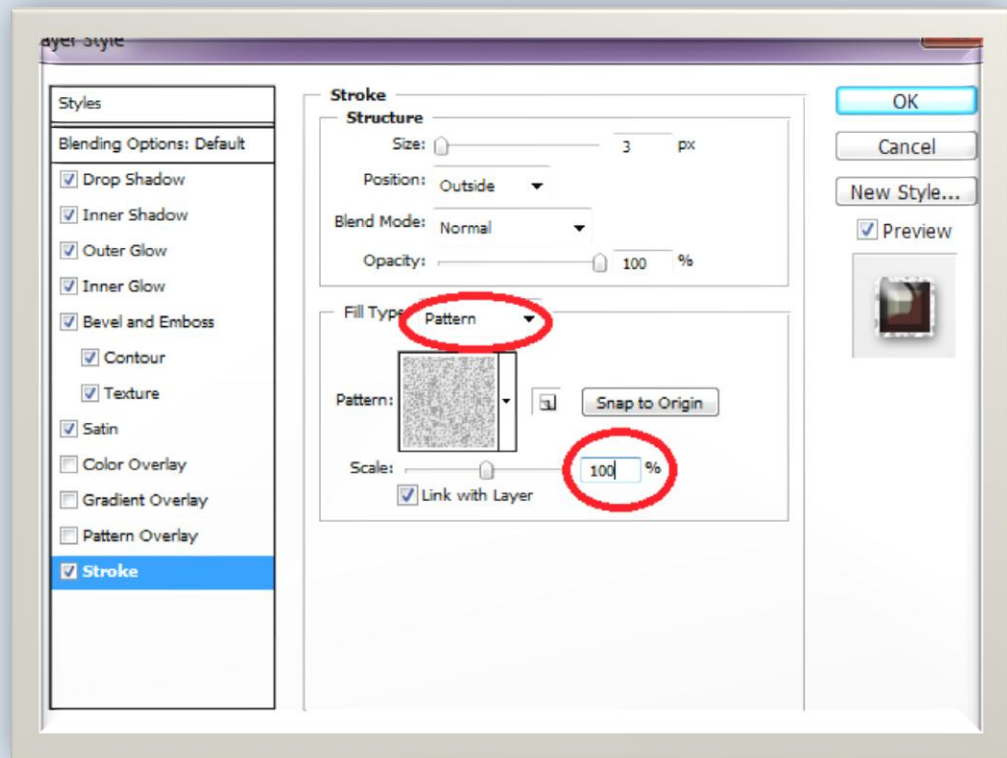 ayer Style
Styles
Blending Options: Default
Drop Shadow
Inner Shadow
Outer Glow
Inner Glow
Bevel and Emboss
Contour
Texture
Satin
Color Overlay
Gradient Overlay
Pattern Overlay
Stroke
Stroke
Structure
Size: 3 px
Position: Outside
Blend Mode: Normal
Opacity: 100 %
Fill Type Pattern
Pattern: Snap to Origin
Scale: 100 %
Link with Layer
OK
Cancel
New Style...
Preview